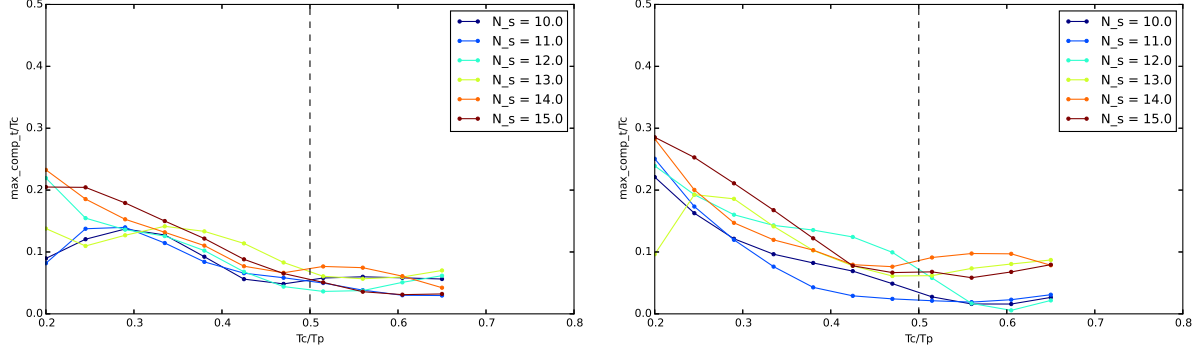 0.5
0.4
0.3
0.2
0.1
0.0
max_comp_t/Tc
0.2 0.3 0.4 0.5 0.6 0.7 0.8
Tc/Tp
N_s = 10.0
N_s = 11.0
N_s = 12.0
N_s = 13.0
N_s = 14.0
N_s = 15.0
0.5
0.4
0.3
0.2
0.1
0.0
max_comp_t/Tc
0.2 0.3 0.4 0.5 0.6 0.7 0.8
Tc/Tp
N_s = 10.0
N_s = 11.0
N_s = 12.0
N_s = 13.0
N_s = 14.0
N_s = 15.0